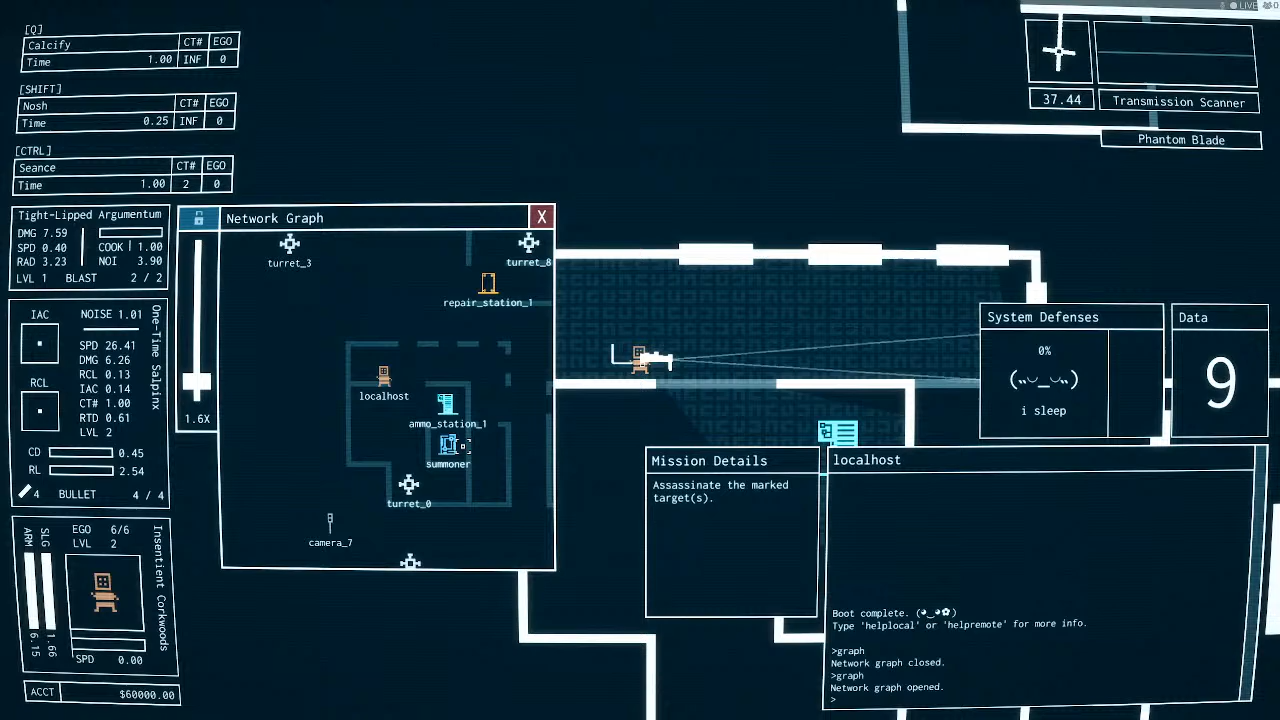 LIVE
0
[Q]
Calcify CT# EGO
Time 1.00 INF 0
[SHIFT]
Nosh CT# EGO
Time 0.25 INF 0
[CTRL]
Seance CT# EGO
Time 1.00 2 0
Tight-Lipped Argumentum
DMG 7.59
SPD 0.40 COOK 1.00
RAD 3.23 NOI 3.90
LVL 1 BLAST 2 / 2
IAC NOISE 1.01
SPD 26.41
DMG 6.26
RCL RCL 0.13
IAC 0.14
CT# 1.00
RTD 0.61
LVL 2
One-Time Salpinx
CD 0.45
RL 2.54
4 BULLET 4 / 4
ARM SLG EGO 6/6
LVL 2
Insentient Corkwoods
6.15 1.66
SPD 0.00
ACCT $60000.00
Network Graph X
1.6X
turret_3
turret_8
repair_station_1
localhost
ammo_station_1
summoner
turret_0
camera_7
37.44 Transmission Scanner
Phantom Blade
System Defenses
0%
i sleep
Data
9
Mission Details
Assassinate the marked
target(s).
localhost
Boot complete. (◕‿◕✿)
Type 'helplocal' or 'helpremote' for more info.
>graph
Network graph closed.
>graph
Network graph opened.
>